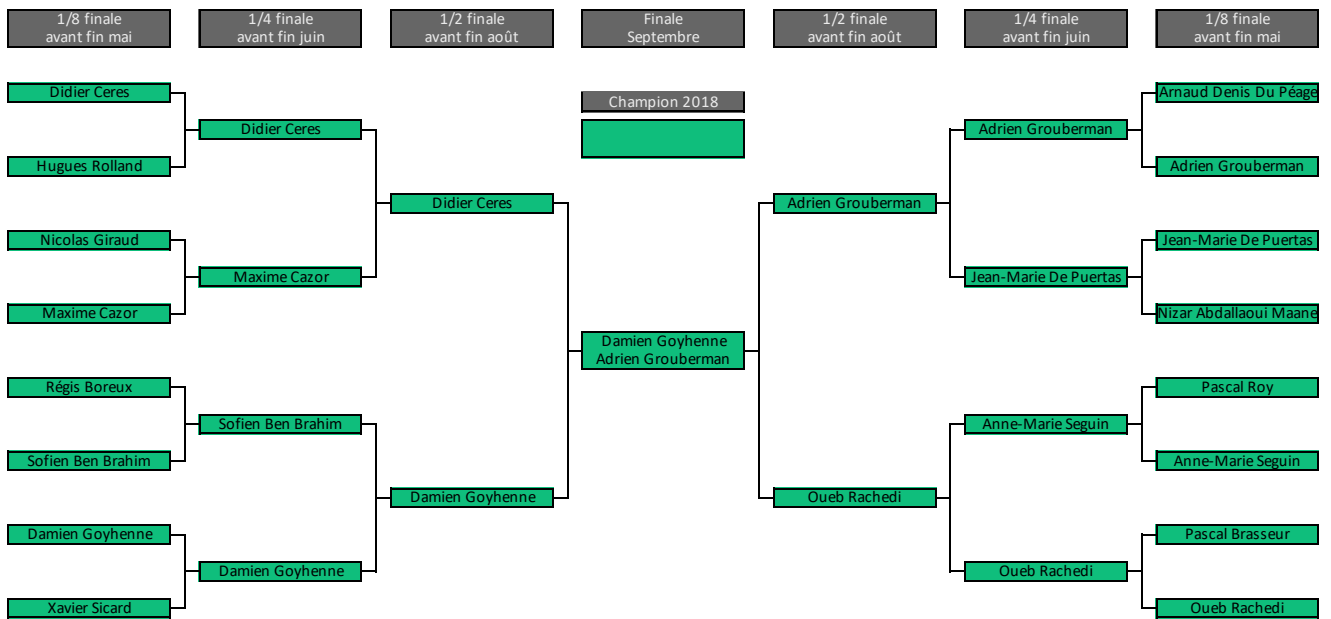 1/8 finale
avant fin mai
1/4 finale
avant fin juin
1/2 finale
avant fin août
Finale
Septembre
1/2 finale
avant fin août
1/4 finale
avant fin juin
1/8 finale
avant fin mai
Didier Ceres
Champion 2018
Arnaud Denis Du Péage
Didier Ceres
Adrien Grouberman
Hugues Rolland
Adrien Grouberman
Didier Ceres
Adrien Grouberman
Nicolas Giraud
Jean-Marie De Puertas
Maxime Cazor
Jean-Marie De Puertas
Maxime Cazor
Nizar Abdallaoui Maane
Damien Goyhenne
Adrien Grouberman
Régis Boreux
Pascal Roy
Sofien Ben Brahim
Anne-Marie Seguin
Sofien Ben Brahim
Anne-Marie Seguin
Damien Goyhenne
Oueb Rachedi
Damien Goyhenne
Pascal Brasseur
Damien Goyhenne
Oueb Rachedi
Xavier Sicard
Oueb Rachedi